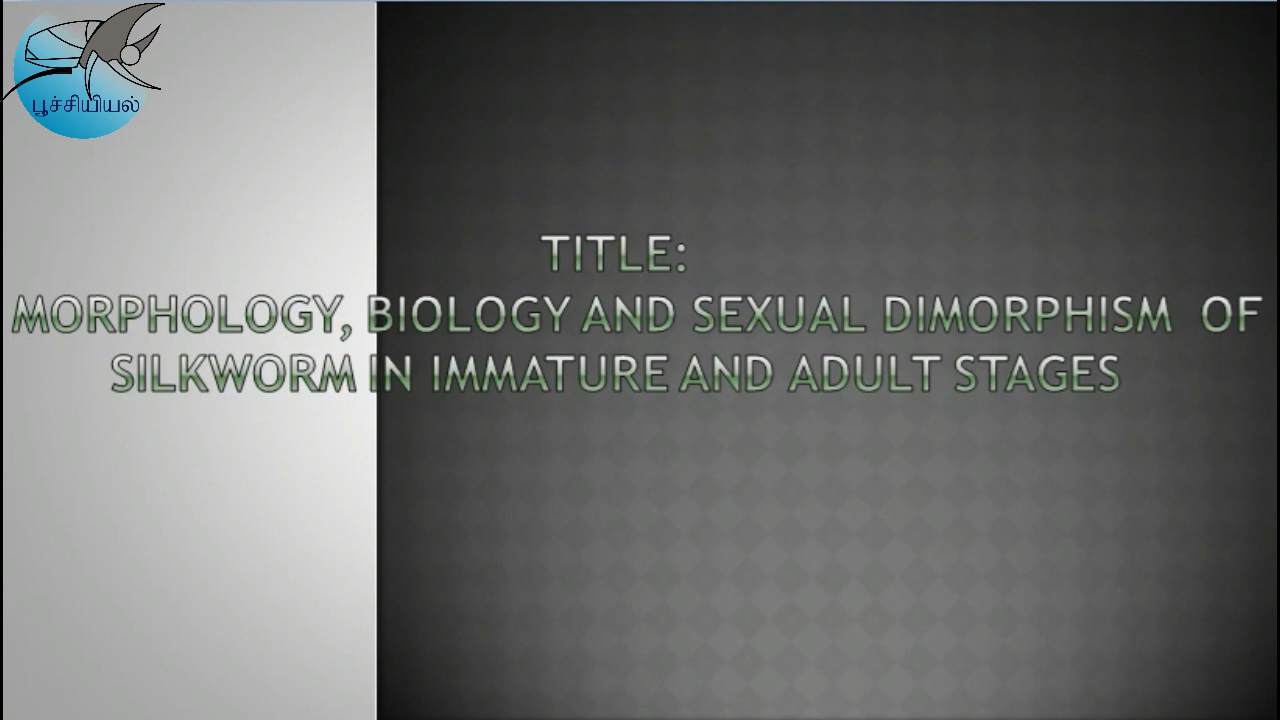 பூச்சியியல்
TITLE:
MORPHOLOGY, BIOLOGY AND SEXUAL DIMORPHISM OF
SILKWORM IN IMMATURE AND ADULT STAGES